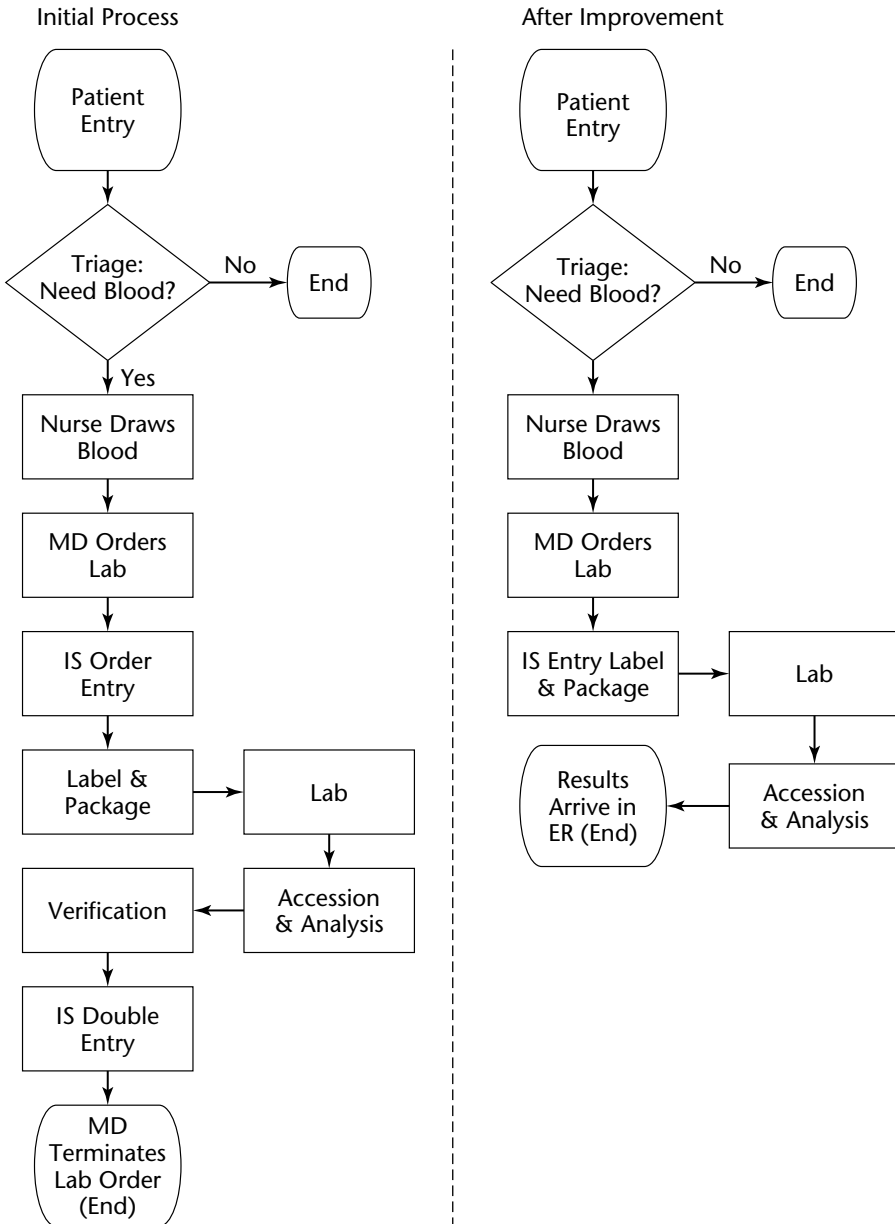 Initial Process
Patient
Entry
Triage:
Need Blood?
No
End
Yes
Nurse Draws
Blood
MD Orders
Lab
IS Order
Entry
Label &
Package
Lab
Accession
& Analysis
Verification
IS Double
Entry
MD
Terminates
Lab Order
(End)
After Improvement
Patient
Entry
Triage:
Need Blood?
No
End
Nurse Draws
Blood
MD Orders
Lab
IS Entry Label
& Package
Lab
Accession
& Analysis
Results
Arrive in
ER (End)